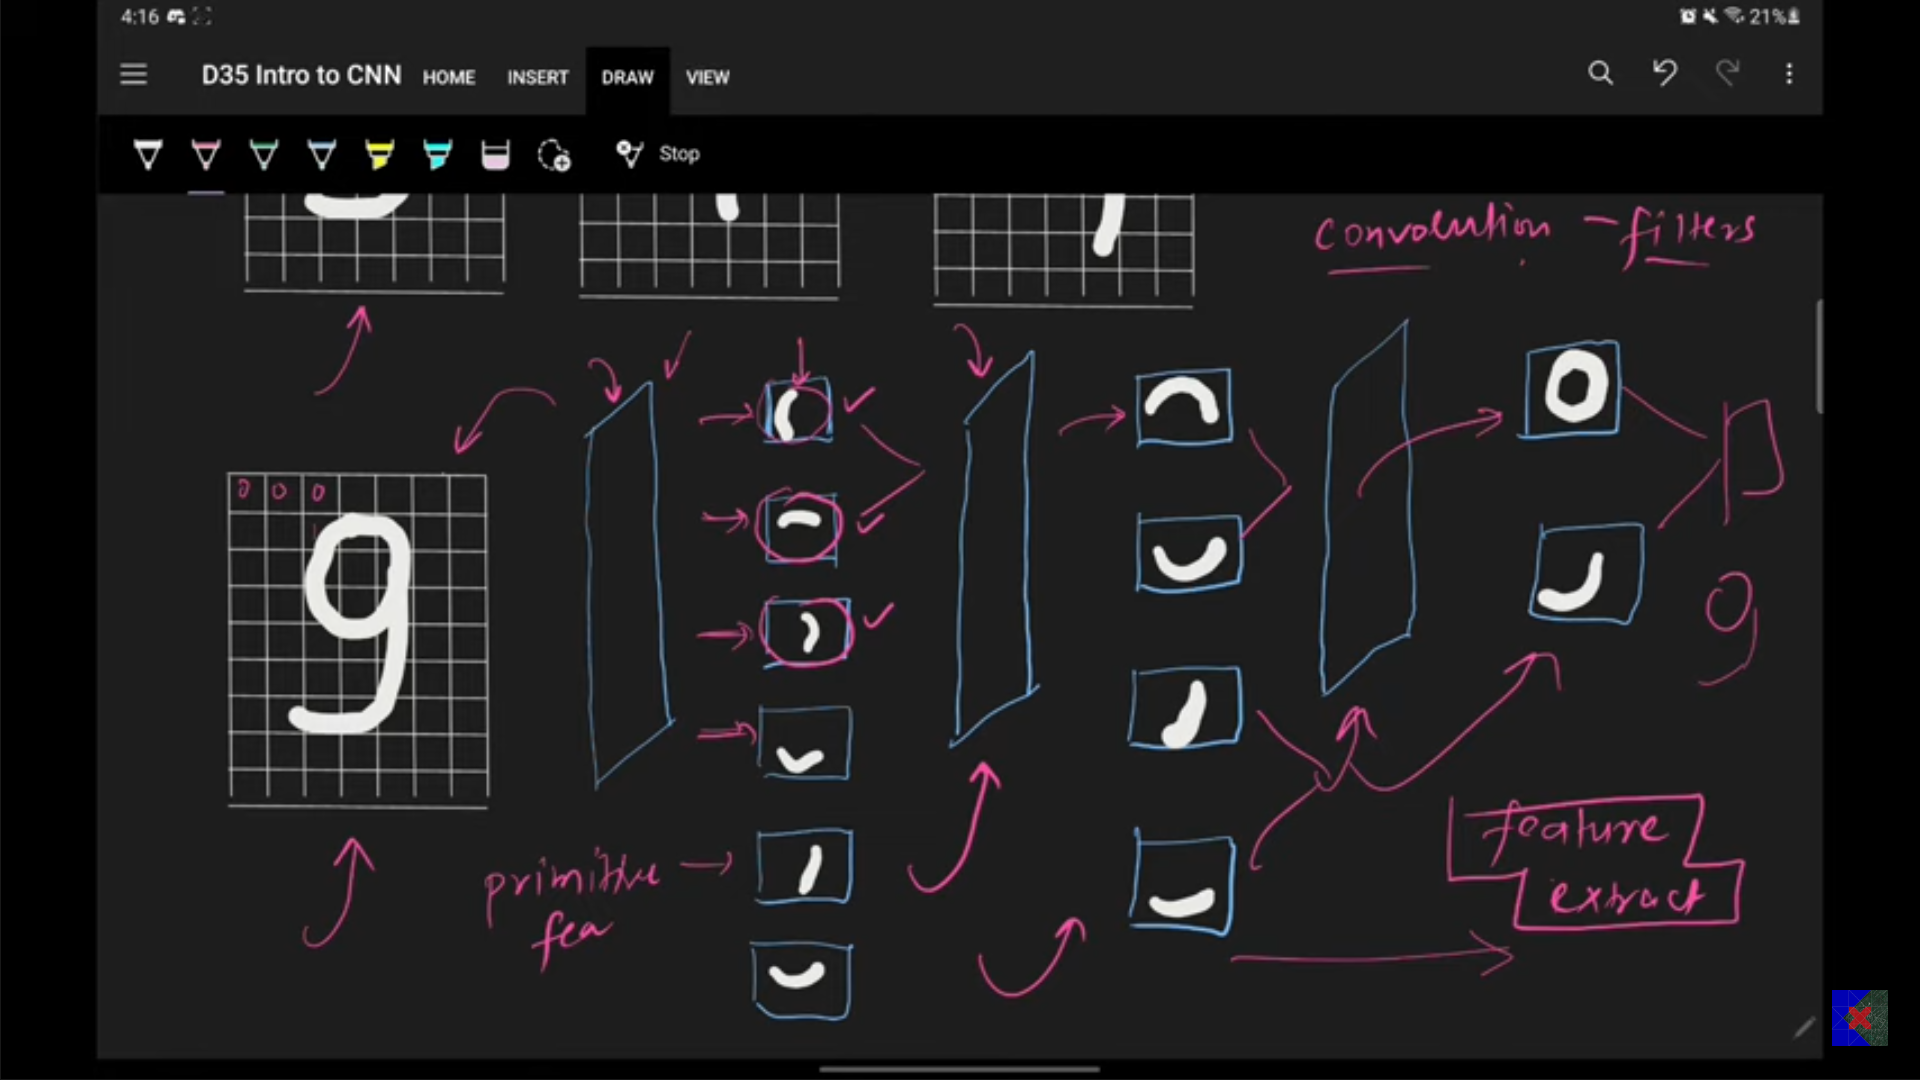 4:16
21%
D35 Intro to CNN HOME INSERT DRAW VIEW
Stop
convolution - filters
0 0 0
9
9
primitive
fea
feature
extract